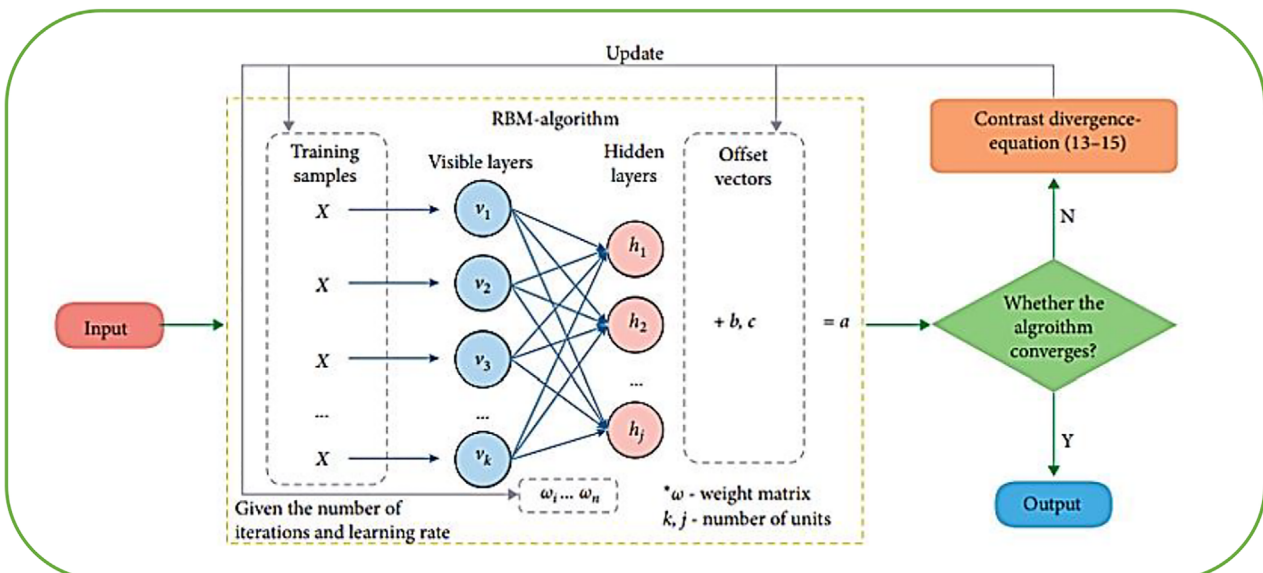 Update
RBM-algorithm
Training
samples
Visible layers
Hidden
layers
Offset
vectors
Contrast divergence-
equation (13–15)
X
v1
h1
N
X
v2
Input
h2
+ b, c
= a
Whether the
algroithm
converges?
X
v3
...
...
...
hj
Y
X
vk
ωi ... ωn
*ω - weight matrix
k, j - number of units
Given the number of
iterations and learning rate
Output